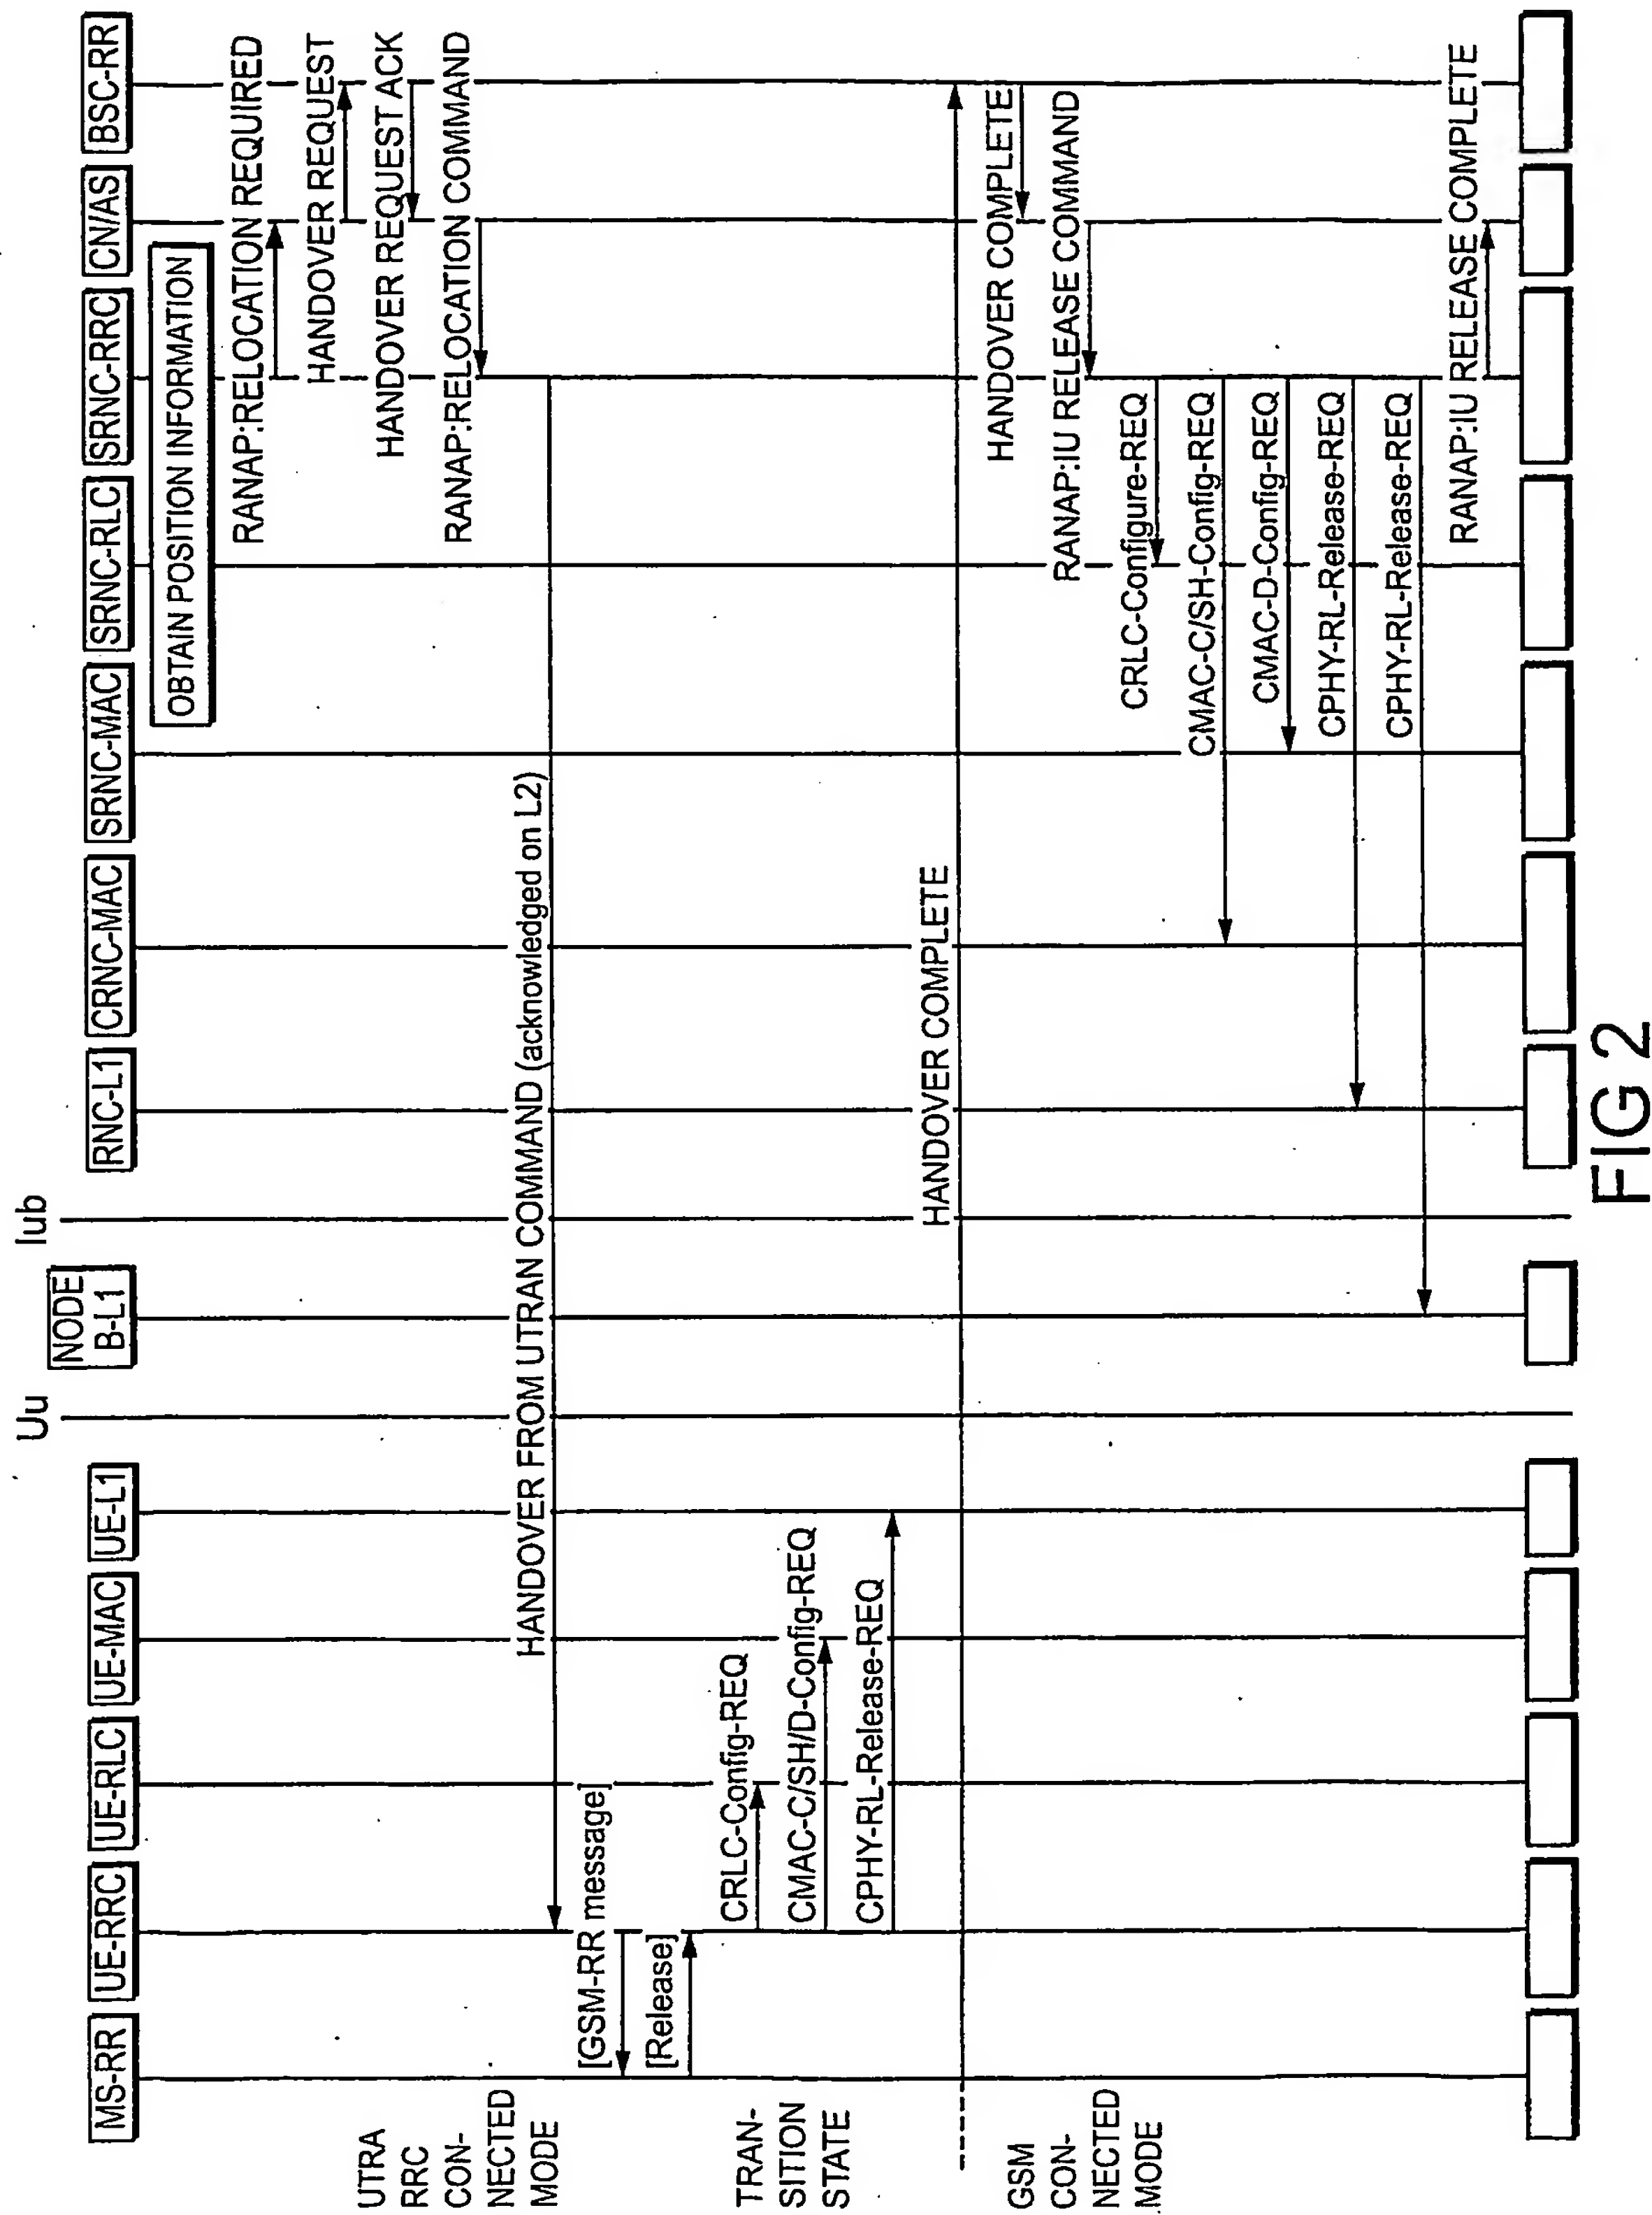 Uu
Iub
MS-RR
UE-RRC
UE-RLC
UE-MAC
UE-L1
NODE
B-L1
RNC-L1
CRNC-MAC
SRNC-MAC
SRNC-RLC
SRNC-RRC
CN/AS
BSC-RR
OBTAIN POSITION INFORMATION
RANAP:RELOCATION REQUIRED
HANDOVER REQUEST
HANDOVER REQUEST ACK
RANAP:RELOCATION COMMAND
UTRA
RRC
CON-
NECTED
MODE
HANDOVER FROM UTRAN COMMAND (acknowledged on L2)
[GSM-RR message]
[Release]
TRAN-
SITION
STATE
CRLC-Config-REQ
CMAC-C/SH/D-Config-REQ
CPHY-RL-Release-REQ
HANDOVER COMPLETE
HANDOVER COMPLETE
GSM
CON-
NECTED
MODE
RANAP:IU RELEASE COMMAND
CRLC-Configure-REQ
CMAC-C/SH-Config-REQ
CMAC-D-Config-REQ
CPHY-RL-Release-REQ
CPHY-RL-Release-REQ
RANAP:IU RELEASE COMPLETE
FIG 2